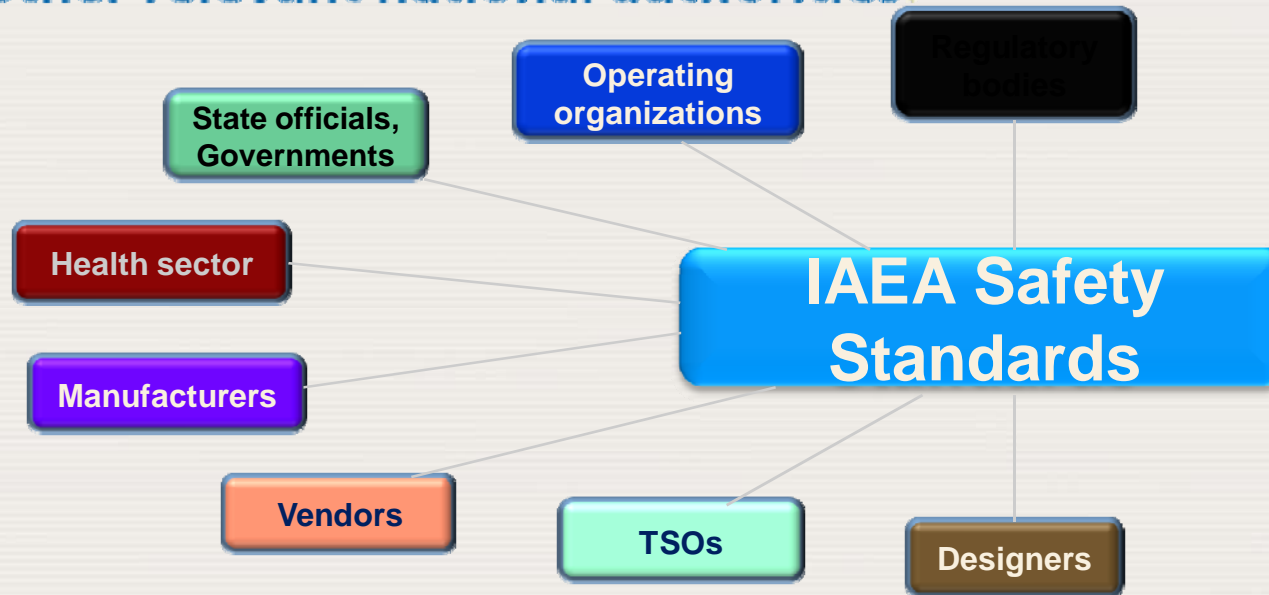 Operating
organizations
Regulatory
bodies
State officials,
Governments
Health sector
IAEA Safety
Standards
Manufacturers
Vendors
TSOs
Designers